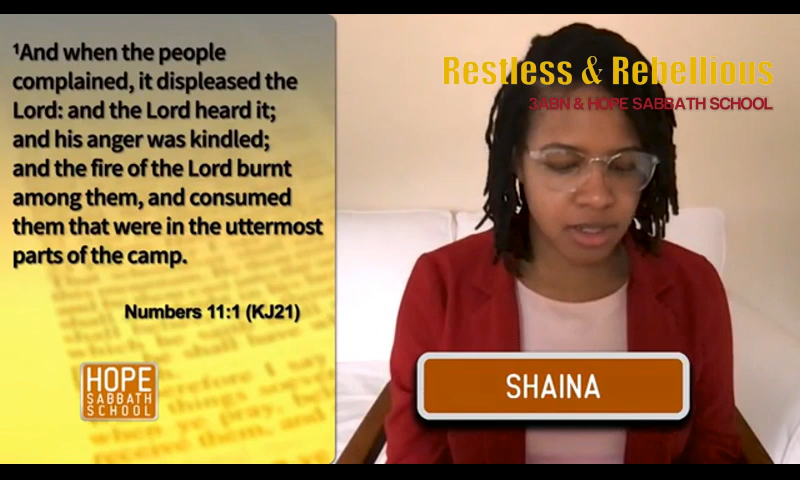 ¹And when the people
complained, it displeased the
Lord: and the Lord heard it;
and his anger was kindled;
and the fire of the Lord burnt
among them, and consumed
them that were in the uttermost
parts of the camp.
Numbers 11:1 (KJ21)
HOPE
SABBATH
SCHOOL
Restless & Rebellious
3ABN & HOPE SABBATH SCHOOL
SHAINA